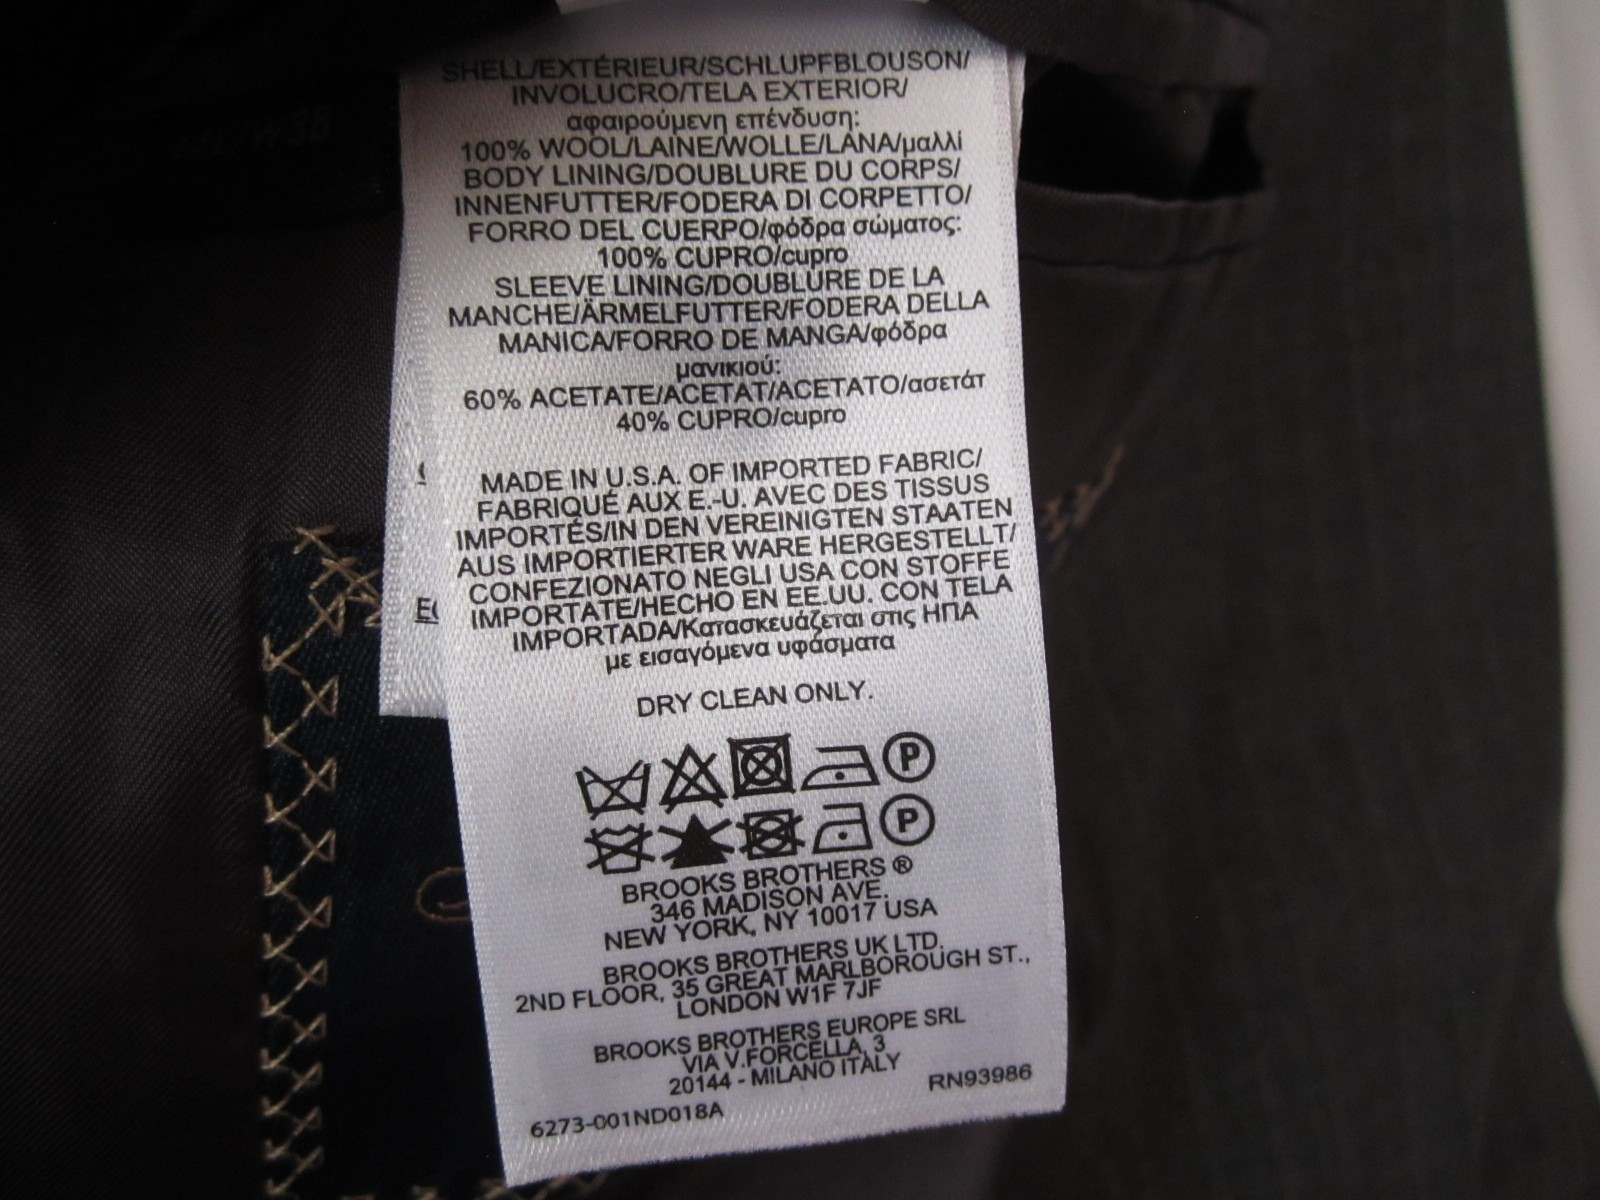 SHELL/EXTÉRIEUR/SCHLUPFBLOUSON/
INVOLUCRO/TELA EXTERIOR/
αφαιρούμενη επένδυση:
100% WOOL/LAINE/WOLLE/LANA/μαλλί
BODY LINING/DOUBLURE DU CORPS/
INNENFUTTER/FODERA DI CORPETTO/
FORRO DEL CUERPO/φόδρα σώματος:
100% CUPRO/cupro
SLEEVE LINING/DOUBLURE DE LA
MANCHE/ÄRMELFUTTER/FODERA DELLA
MANICA/FORRO DE MANGA/φόδρα
μανικιού:
60% ACETATE/ACETAT/ACETATO/ασετάτ
40% CUPRO/cupro
MADE IN U.S.A. OF IMPORTED FABRIC/
FABRIQUÉ AUX E.-U. AVEC DES TISSUS
IMPORTÉS/IN DEN VEREINIGTEN STAATEN
AUS IMPORTIERTER WARE HERGESTELLT/
CONFEZIONATO NEGLI USA CON STOFFE
IMPORTATE/HECHO EN EE.UU. CON TELA
IMPORTADA/Κατασκευάζεται στις ΗΠΑ
με εισαγόμενα υφάσματα
DRY CLEAN ONLY.
P
P
BROOKS BROTHERS ®
346 MADISON AVE.
NEW YORK, NY 10017 USA
BROOKS BROTHERS UK LTD.
2ND FLOOR, 35 GREAT MARLBOROUGH ST.,
LONDON W1F 7JF
BROOKS BROTHERS EUROPE SRL
VIA V.FORCELLA, 3
20144 - MILANO ITALY
RN93986
6273-001ND018A